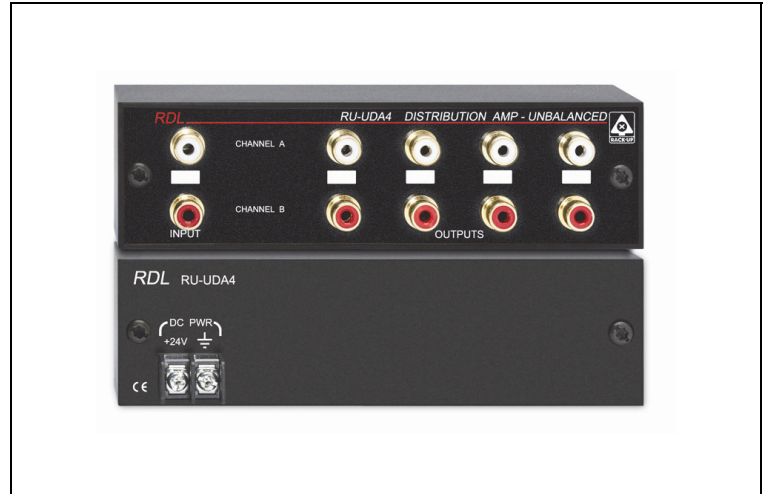 RDL RU-UDA4 DISTRIBUTION AMP - UNBALANCED
RACK-UP
CHANNEL A
CHANNEL B
INPUT
OUTPUTS
RDL RU-UDA4
DC PWR
+24V
CE